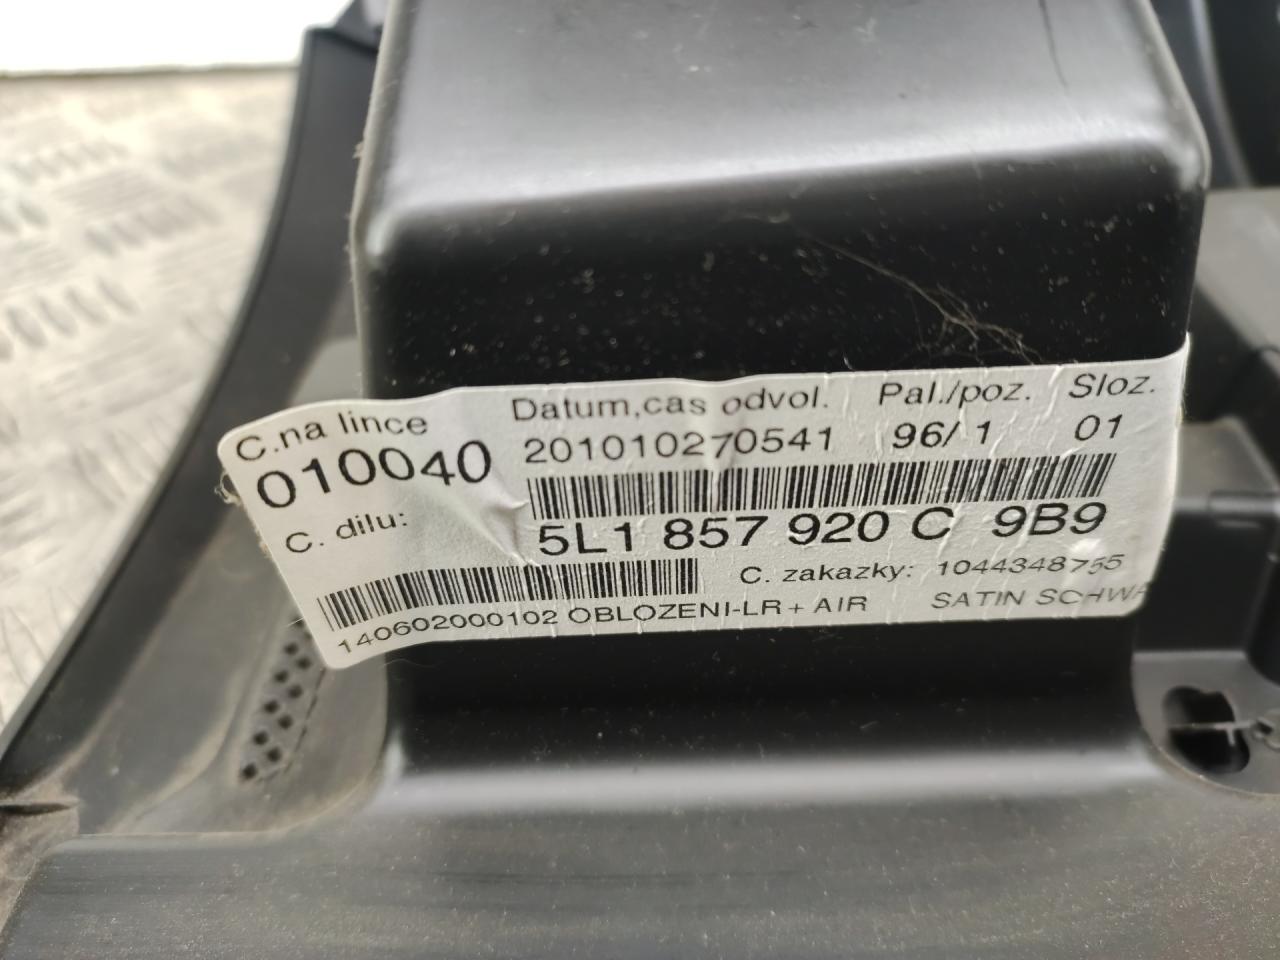 C.na lince Datum,cas odvol. Pal./poz. Sloz.
010040 201010270541 96/ 1 01
C. dilu: 5L1 857 920 C 9B9
C. zakazky: 1044348755
140602000102 OBLOZENI-LR + AIR SATIN SCHWA